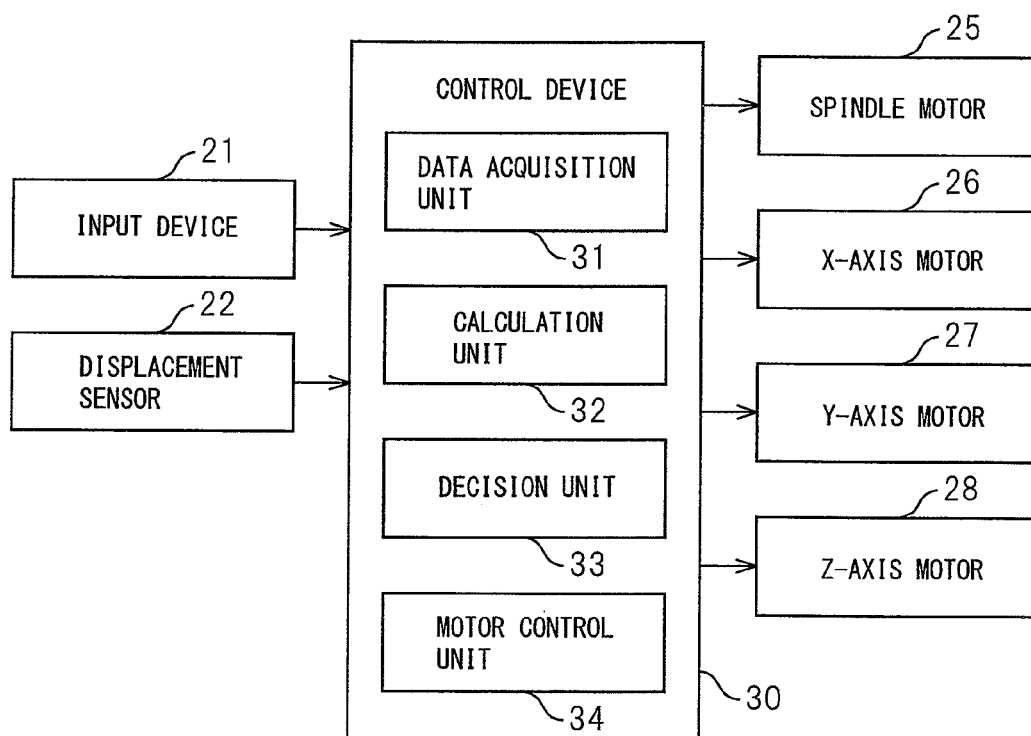 21
INPUT DEVICE
22
DISPLACEMENT
SENSOR
CONTROL DEVICE
DATA ACQUISITION
UNIT
31
CALCULATION
UNIT
32
DECISION UNIT
33
MOTOR CONTROL
UNIT
34
30
25
SPINDLE MOTOR
26
X-AXIS MOTOR
27
Y-AXIS MOTOR
28
Z-AXIS MOTOR